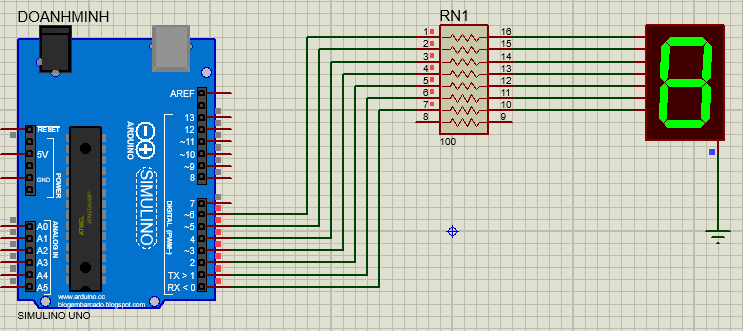 DOANHMINH
RN1
1 16
2 15
3 14
4 13
5 12
6 11
7 10
8 9
100
AREF
13
12
~11
~10
~9
8
7
~6
~5
4
~3
2
TX > 1
RX < 0
RESET
5V
GND
POWER
A0
A1
A2
A3
A4
A5
ANALOG IN
ARDUINO
SIMULINO
DIGITAL (PWM~)
ATMEL
www.arduino.cc
blogembarcado.blogspot.com
SIMULINO UNO